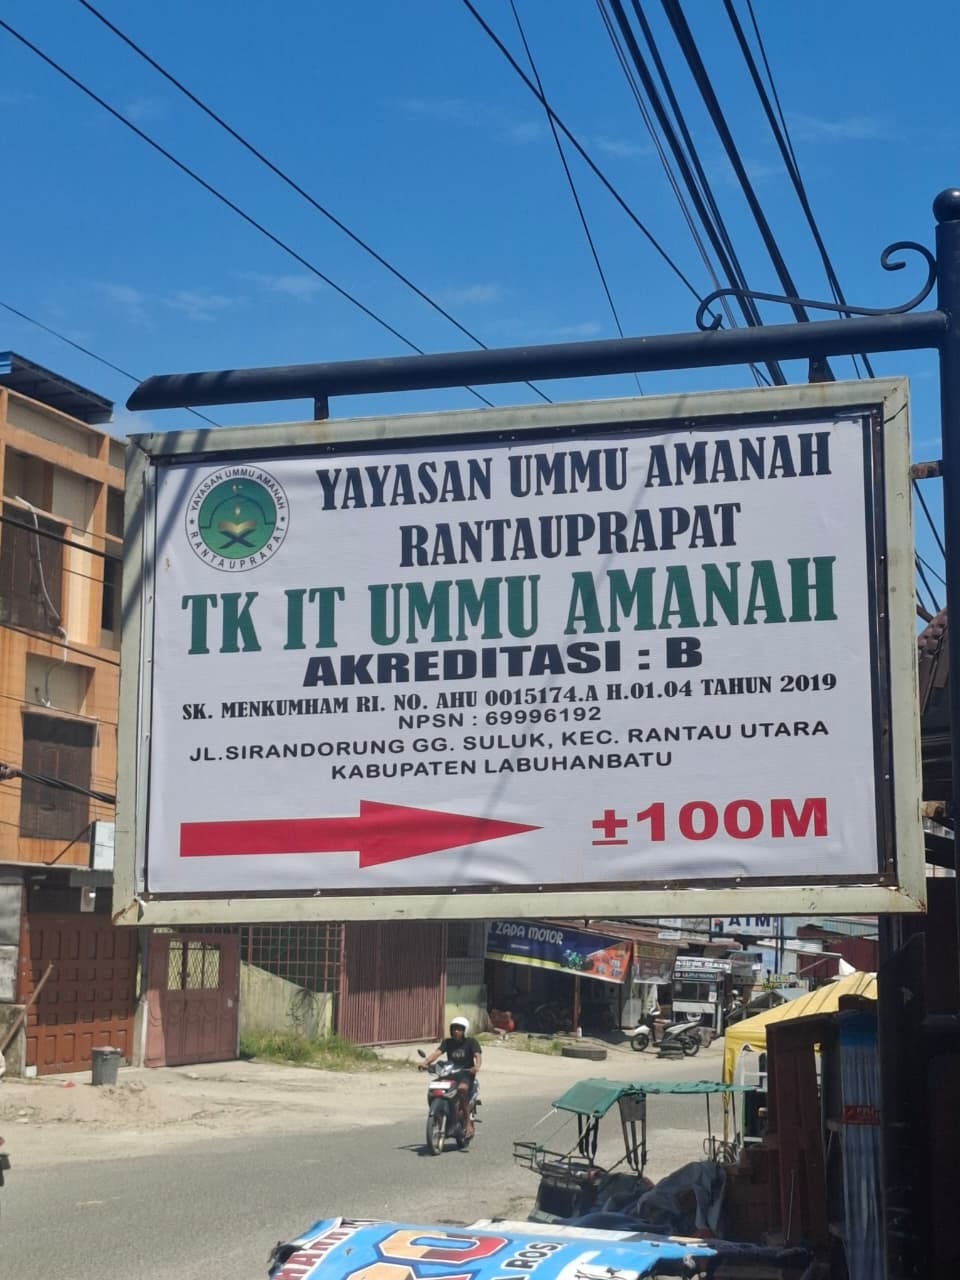 YAYASAN UMMU AMANAH
RANTAUPRAPAT
YAYASAN UMMU AMANAH
RANTAUPRAPAT
TK IT UMMU AMANAH
AKREDITASI : B
SK. MENKUMHAM RI. NO. AHU 0015174.A H.01.04 TAHUN 2019
NPSN : 69996192
JL.SIRANDORUNG GG. SULUK, KEC. RANTAU UTARA
KABUPATEN LABUHANBATU
±100M
ATM
ZADA MOTOR